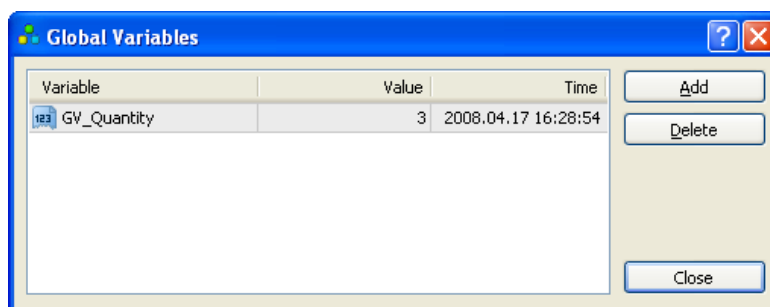 Global Variables
Variable Value Time Add
GV_Quantity 3 2008.04.17 16:28:54
Delete
Close